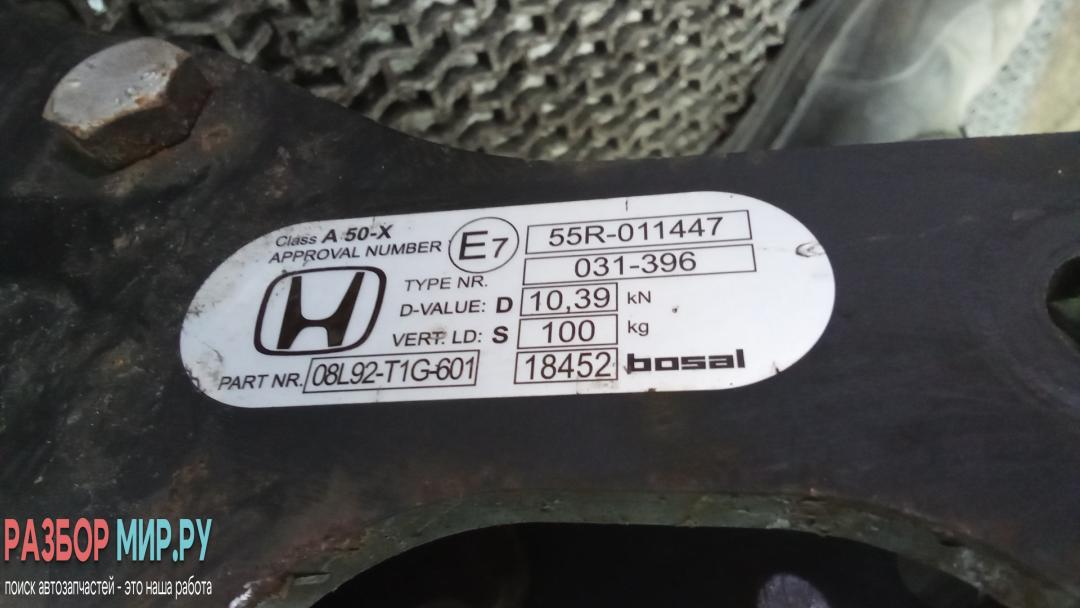 Class A 50-X
APPROVAL NUMBER E7 55R-011447
TYPE NR. 031-396
D-VALUE: D 10,39 kN
VERT. LD: S 100 kg
PART NR. 08L92-T1G-601 18452 bosal
РАЗБОР МИР.РУ
поиск автозапчастей - это наша работа